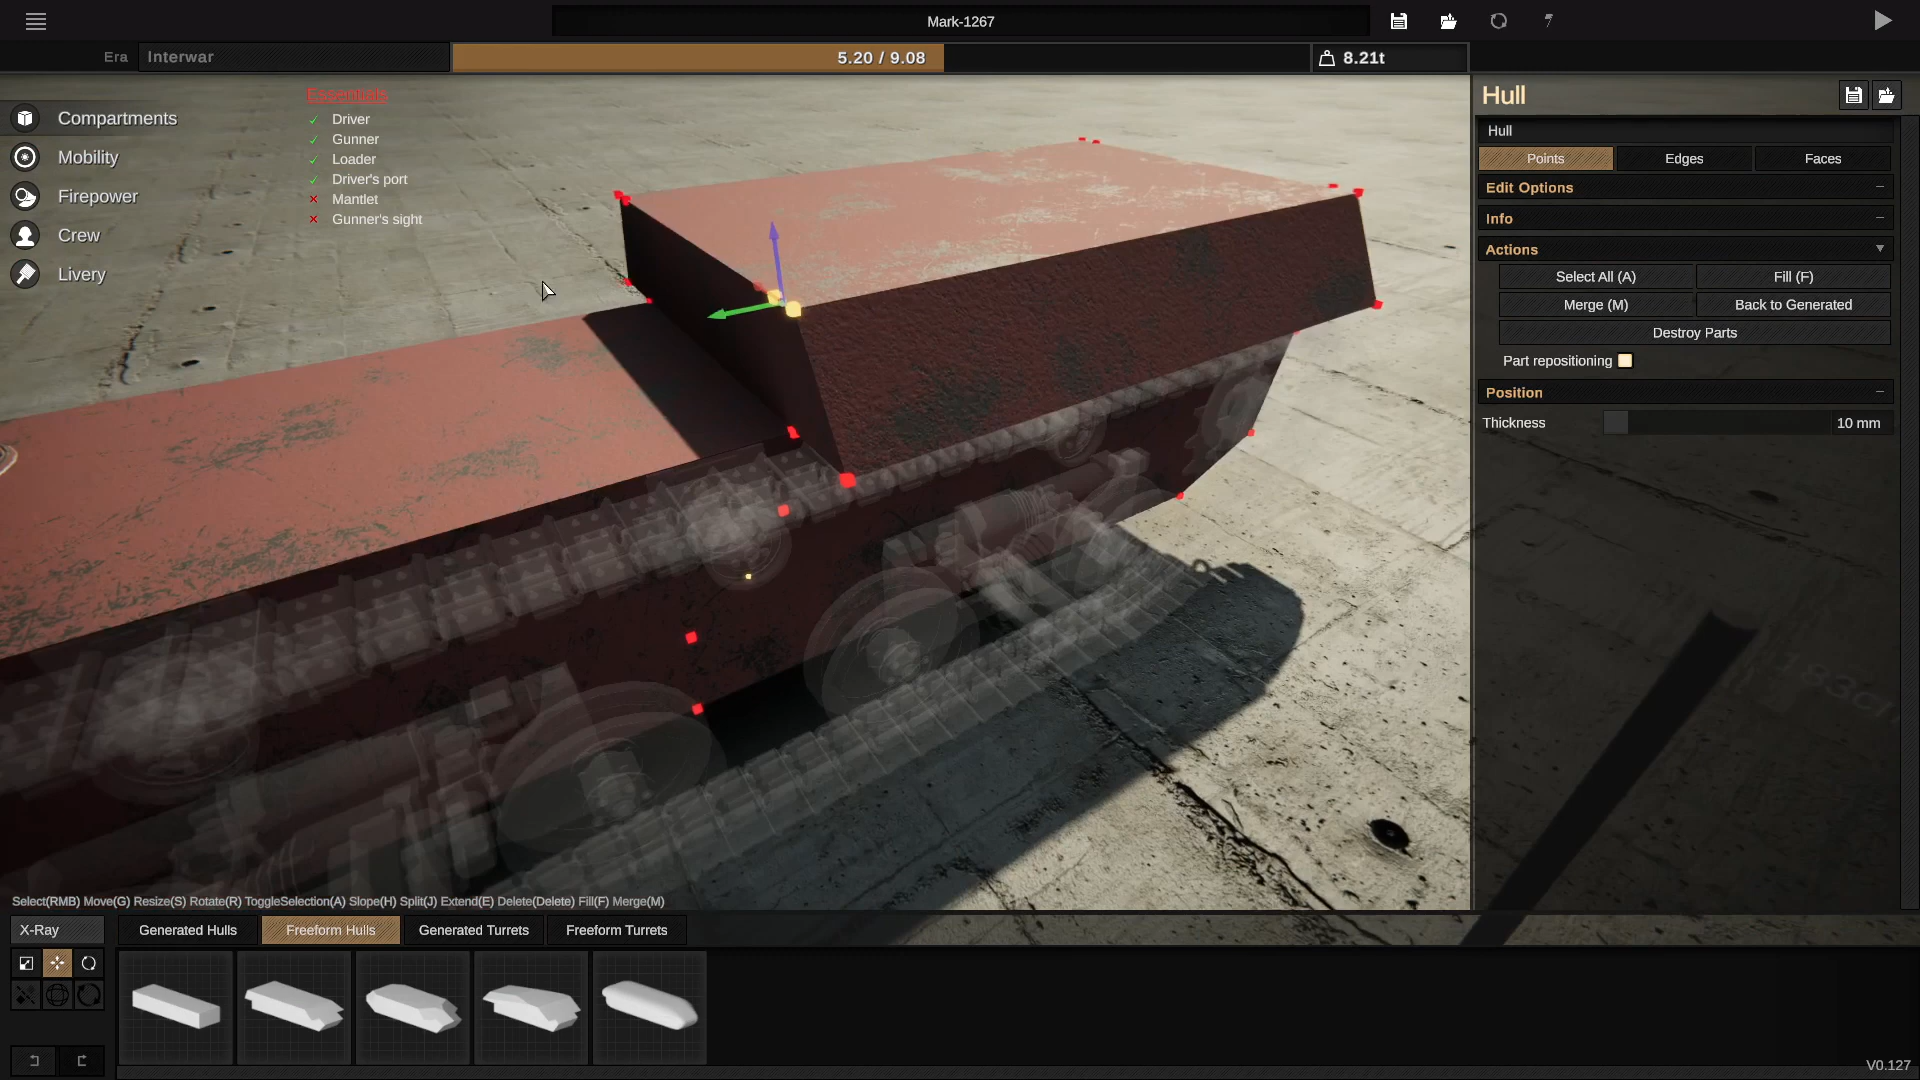 Mark-1267
Era
Interwar
5.20 / 9.08
8.21t
Compartments
Mobility
Firepower
Crew
Livery
Essentials
Driver
Gunner
Loader
Driver's port
Mantlet
Gunner's sight
Hull
Hull
Points Edges Faces
Edit Options
Info
Actions
Select All (A) Fill (F)
Merge (M) Back to Generated
Destroy Parts
Part repositioning
Position
Thickness 10 mm
Select(RMB) Move(G) Resize(S) Rotate(R) ToggleSelection(A) Slope(H) Split(J) Extend(E) Delete(Delete) Fill(F) Merge(M)
X-Ray
Generated Hulls Freeform Hulls Generated Turrets Freeform Turrets
V0.127